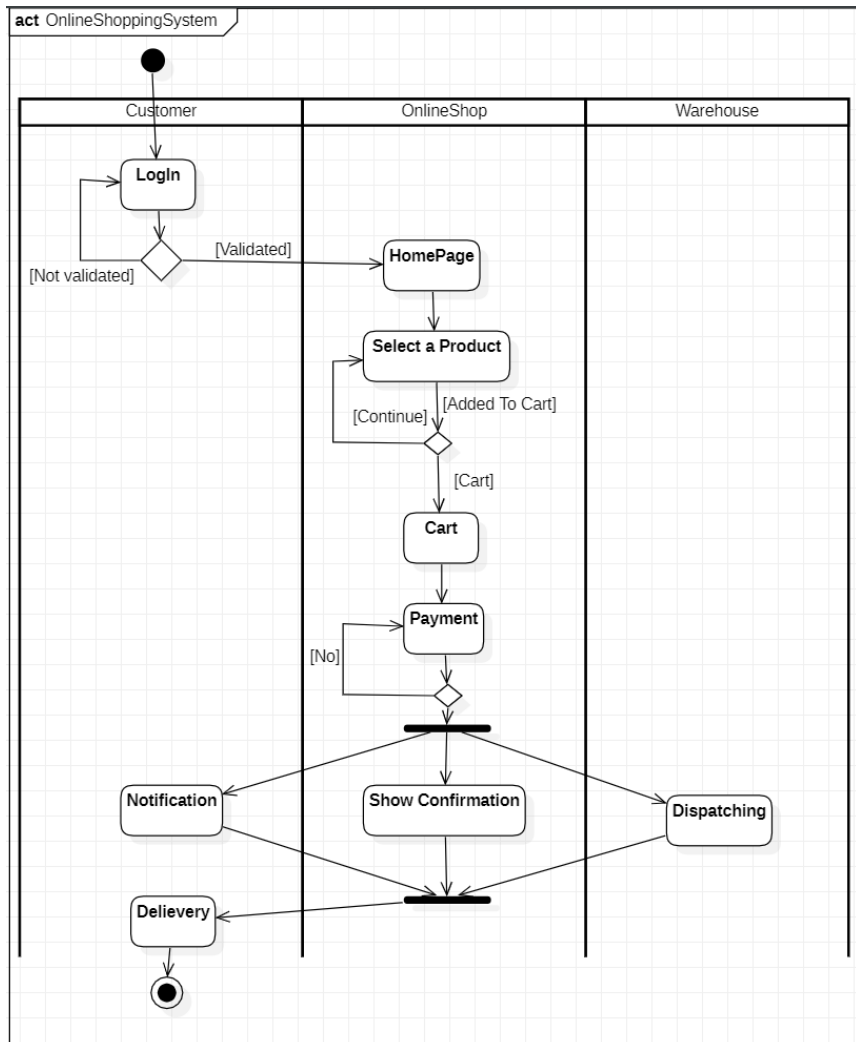 act OnlineShoppingSystem
Customer
OnlineShop
Warehouse
LogIn
[Validated]
HomePage
[Not validated]
Select a Product
[Added To Cart]
[Continue]
[Cart]
Cart
Payment
[No]
Notification
Show Confirmation
Dispatching
Delievery